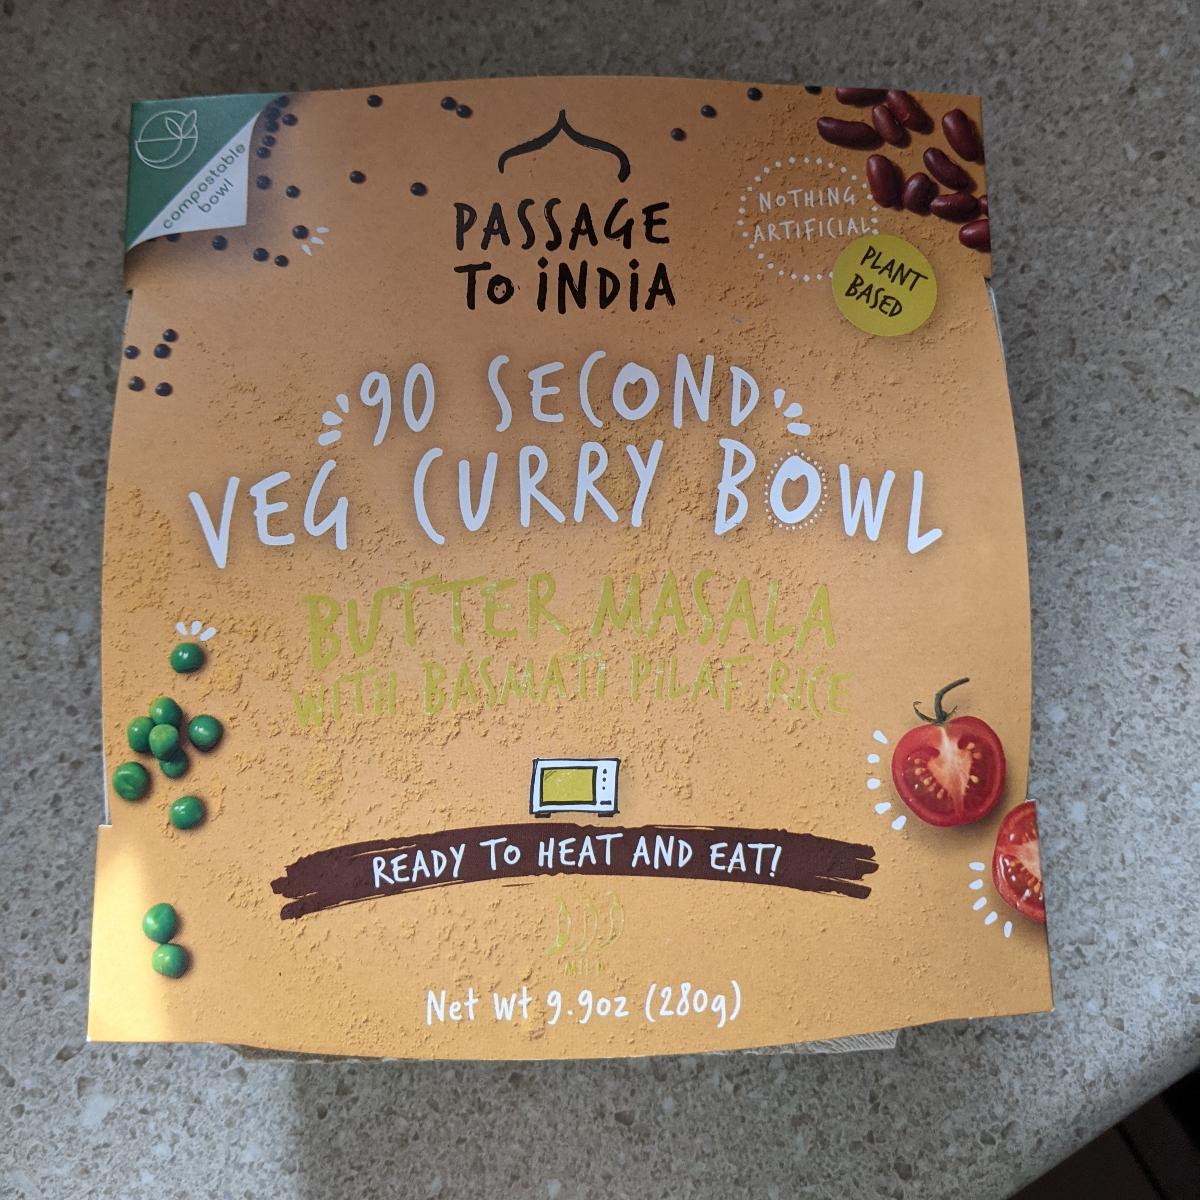 compostable
bowl
PASSAGE
TO INDIA
NOTHING
ARTIFICIAL
PLANT
BASED
90 SECOND
VEG CURRY BOWL
BUTTER MASALA
WITH BASMATI PILAF RICE
READY TO HEAT AND EAT!
MILD
Net Wt 9.9oz (280g)